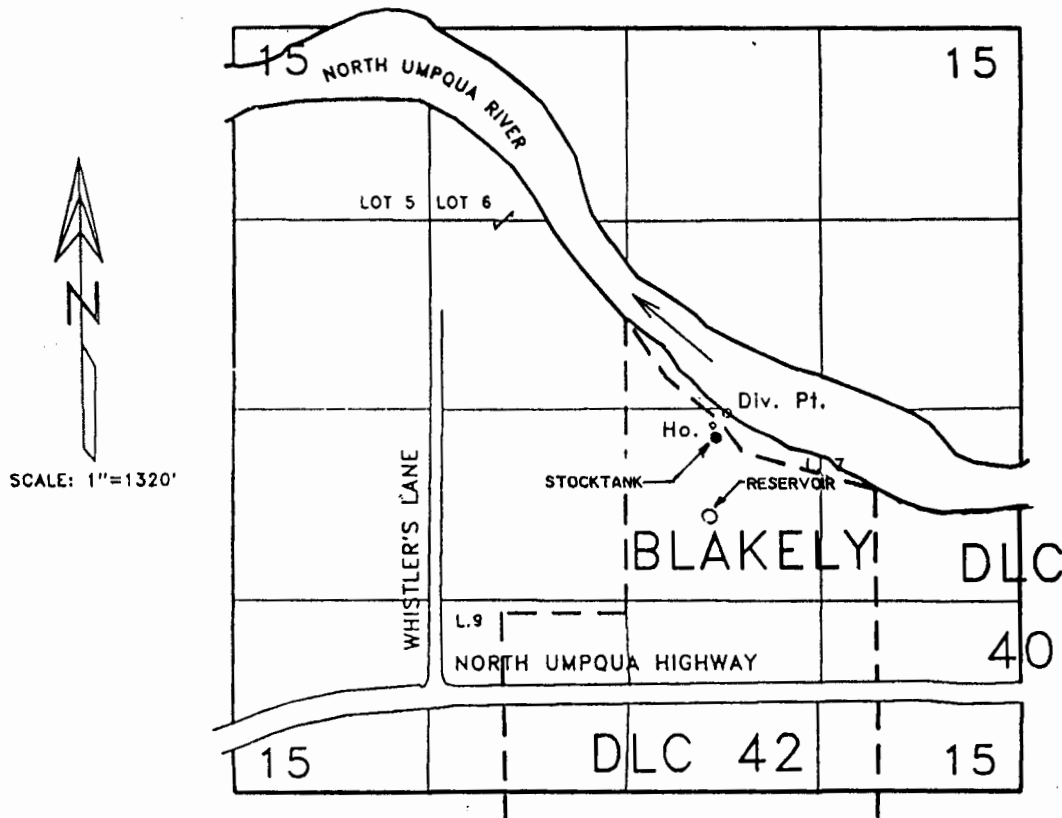 15
15
NORTH UMPQUA RIVER
LOT 5
LOT 6
N
Div. Pt.
Ho.
SCALE: 1"=1320'
STOCKTANK
RESERVOIR
WHISTLER'S LANE
BLAKELY
DLC
L.9
40
NORTH UMPQUA HIGHWAY
15
DLC 42
15